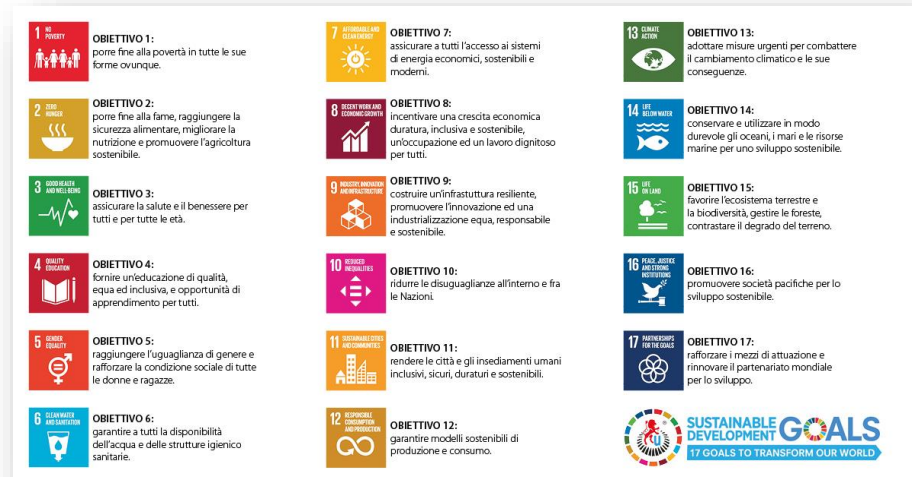 1 NO
POVERTY
OBIETTIVO 1:
porre fine alla povertà in tutte le sue
forme ovunque.
2 ZERO
HUNGER
OBIETTIVO 2:
porre fine alla fame, raggiungere la
sicurezza alimentare, migliorare la
nutrizione e promuovere l'agricoltura
sostenibile.
3 GOOD HEALTH
AND WELL-BEING
OBIETTIVO 3:
assicurare la salute e il benessere per
tutti e per tutte le età.
4 QUALITY
EDUCATION
OBIETTIVO 4:
fornire un'educazione di qualità,
equa ed inclusiva, e opportunità di
apprendimento per tutti.
5 GENDER
EQUALITY
OBIETTIVO 5:
raggiungere l'uguaglianza di genere e
rafforzare la condizione sociale di tutte
le donne e ragazze.
6 CLEAN WATER
AND SANITATION
OBIETTIVO 6:
garantire a tutti la disponibilità
dell'acqua e delle strutture igienico
sanitarie.
7 AFFORDABLE AND
CLEAN ENERGY
OBIETTIVO 7:
assicurare a tutti l'accesso ai sistemi
di energia economici, sostenibili e
moderni.
8 DECENT WORK AND
ECONOMIC GROWTH
OBIETTIVO 8:
incentivare una crescita economica
duratura, inclusiva e sostenibile,
un'occupazione ed un lavoro dignitoso
per tutti.
9 INDUSTRY, INNOVATION
AND INFRASTRUCTURE
OBIETTIVO 9:
costruire un'infrastuttura resiliente,
promuovere l'innovazione ed una
industrializzazione equa, responsabile
e sostenibile.
10 REDUCED
INEQUALITIES
OBIETTIVO 10:
ridurre le disuguaglianze all'interno e fra
le Nazioni.
11 SUSTAINABLE CITIES
AND COMMUNITIES
OBIETTIVO 11:
rendere le città e gli insediamenti umani
inclusivi, sicuri, duraturi e sostenibili.
12 RESPONSIBLE
CONSUMPTION
AND PRODUCTION
OBIETTIVO 12:
garantire modelli sostenibili di
produzione e consumo.
13 CLIMATE
ACTION
OBIETTIVO 13:
adottare misure urgenti per combattere
il cambiamento climatico e le sue
conseguenze.
14 LIFE
BELOW WATER
OBIETTIVO 14:
conservare e utilizzare in modo
durevole gli oceani, i mari e le risorse
marine per uno sviluppo sostenibile.
15 LIFE
ON LAND
OBIETTIVO 15:
favorire l'ecosistema terrestre e
la biodiversità, gestire le foreste,
contrastare il degrado del terreno.
16 PEACE, JUSTICE
AND STRONG
INSTITUTIONS
OBIETTIVO 16:
promuovere società pacifiche per lo
sviluppo sostenibile.
17 PARTNERSHIPS
FOR THE GOALS
OBIETTIVO 17:
rafforzare i mezzi di attuazione e
rinnovare il partenariato mondiale
per lo sviluppo.
U
SUSTAINABLE
DEVELOPMENT GOALS
17 GOALS TO TRANSFORM OUR WORLD